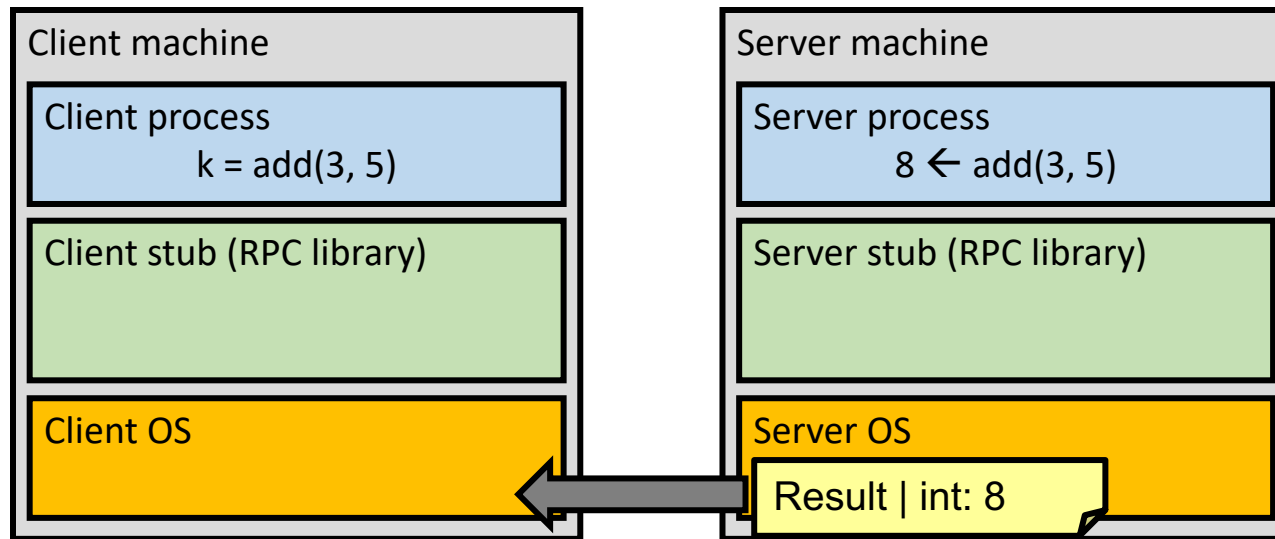 Client machine
Client process
k = add(3, 5)
Client stub (RPC library)
Client OS
Server machine
Server process
8 ← add(3, 5)
Server stub (RPC library)
Server OS
Result | int: 8